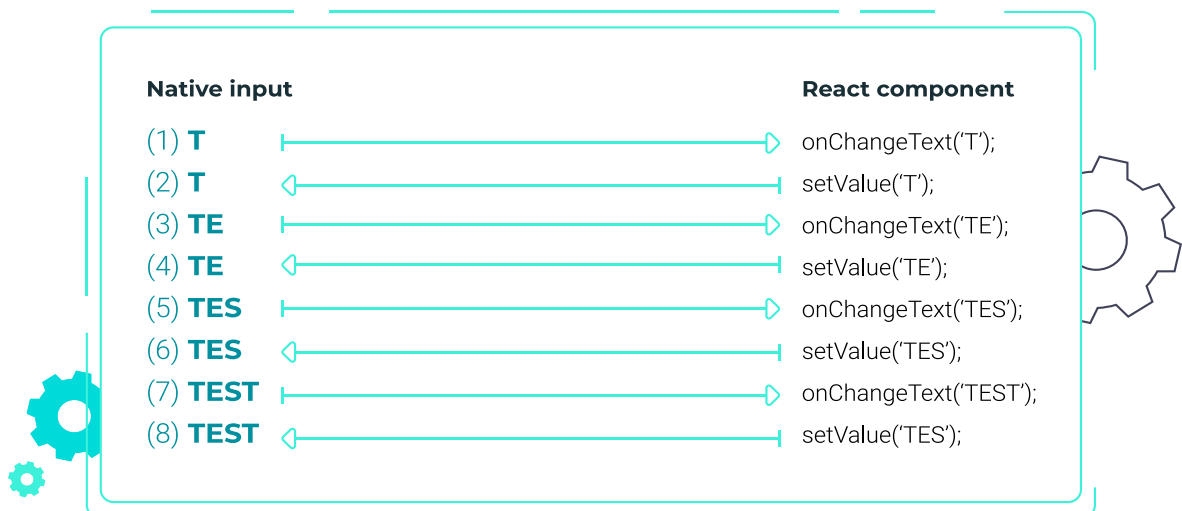 Native input React component
(1) T onChangeText(‘T’);
(2) T setValue(‘T’);
(3) TE onChangeText(‘TE’);
(4) TE setValue(‘TE’);
(5) TES onChangeText(‘TES’);
(6) TES setValue(‘TES’);
(7) TEST onChangeText(‘TEST’);
(8) TEST setValue(‘TES’);